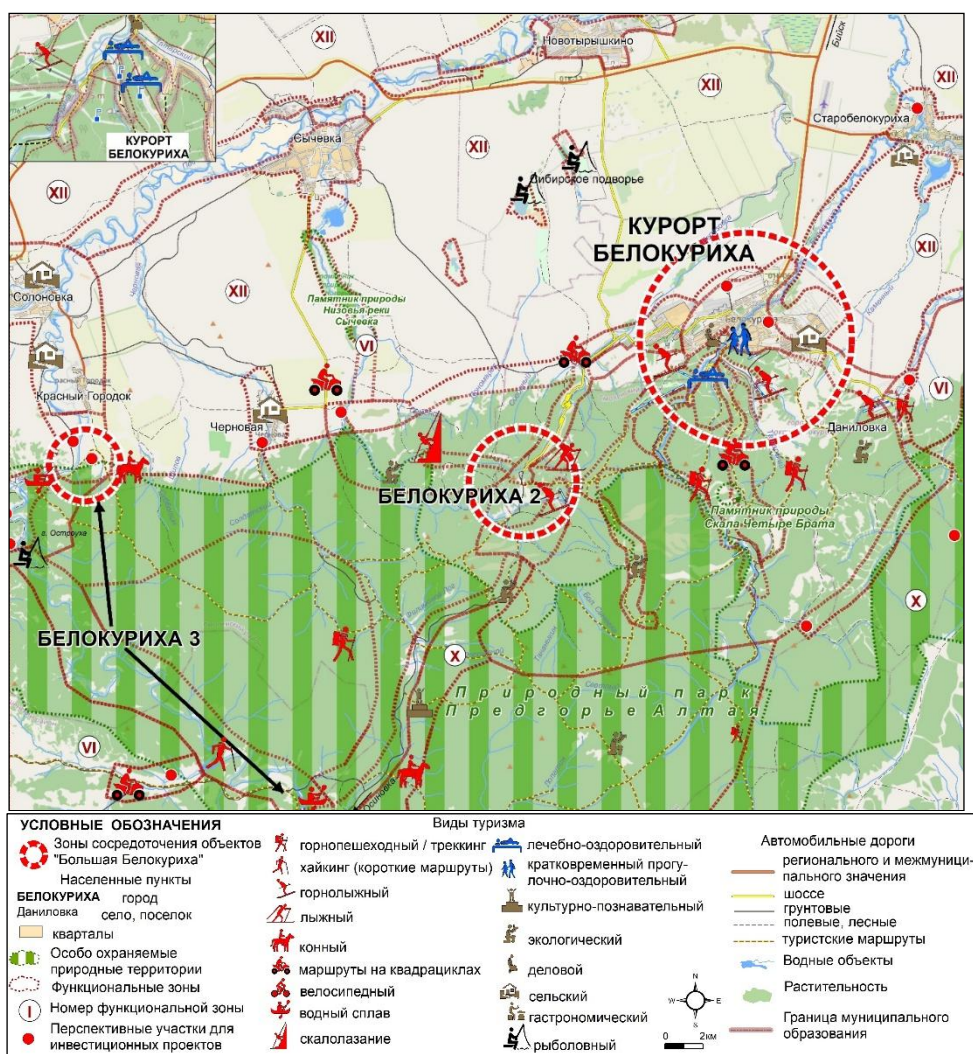 КУРОРТ
БЕЛОКУРИХА
XII
Новотырышкино
XII
Бийск
XII
Старобелокуриха
Сычевка
XII
XII
Сибирское подворье
КУРОРТ
БЕЛОКУРИХА
XII
XII
Солоновка
Памятник природы
Низовья реки
Сычевка
VI
Красный Городок
Черновая
VI
Даниловка
БЕЛОКУРИХА 2
Памятник природы
Скала Четыре Брата
г. Остроуха
X
БЕЛОКУРИХА 3
X
Природный парк
Предгорье Алтая
VI
УСЛОВНЫЕ ОБОЗНАЧЕНИЯ
Зоны сосредоточения объектов
"Большая Белокуриха"
Населенные пункты
БЕЛОКУРИХА город
Даниловка село, поселок
кварталы
Особо охраняемые
природные территории
Функциональные зоны
I Номер функциональной зоны
Перспективные участки для
инвестиционных проектов
Виды туризма
горнопешеходный / треккинг
хайкинг (короткие маршруты)
горнолыжный
лыжный
конный
маршруты на квадрациклах
велосипедный
водный сплав
скалолазание
лечебно-оздоровительный
кратковременный прогу-
лочно-оздоровительный
культурно-познавательный
экологический
деловой
сельский
гастрономический
рыболовный
Автомобильные дороги
регионального и межмуници-
пального значения
шоссе
грунтовые
полевые, лесные
туристские маршруты
Водные объекты
Растительность
Граница муниципального
образования
N
W E
S
0 2км